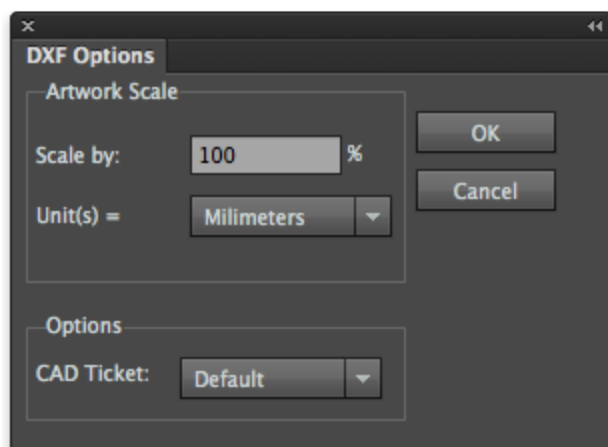 DXF Options
Artwork Scale
Scale by: 100 %
Unit(s) = Milimeters
OK
Cancel
Options
CAD Ticket: Default